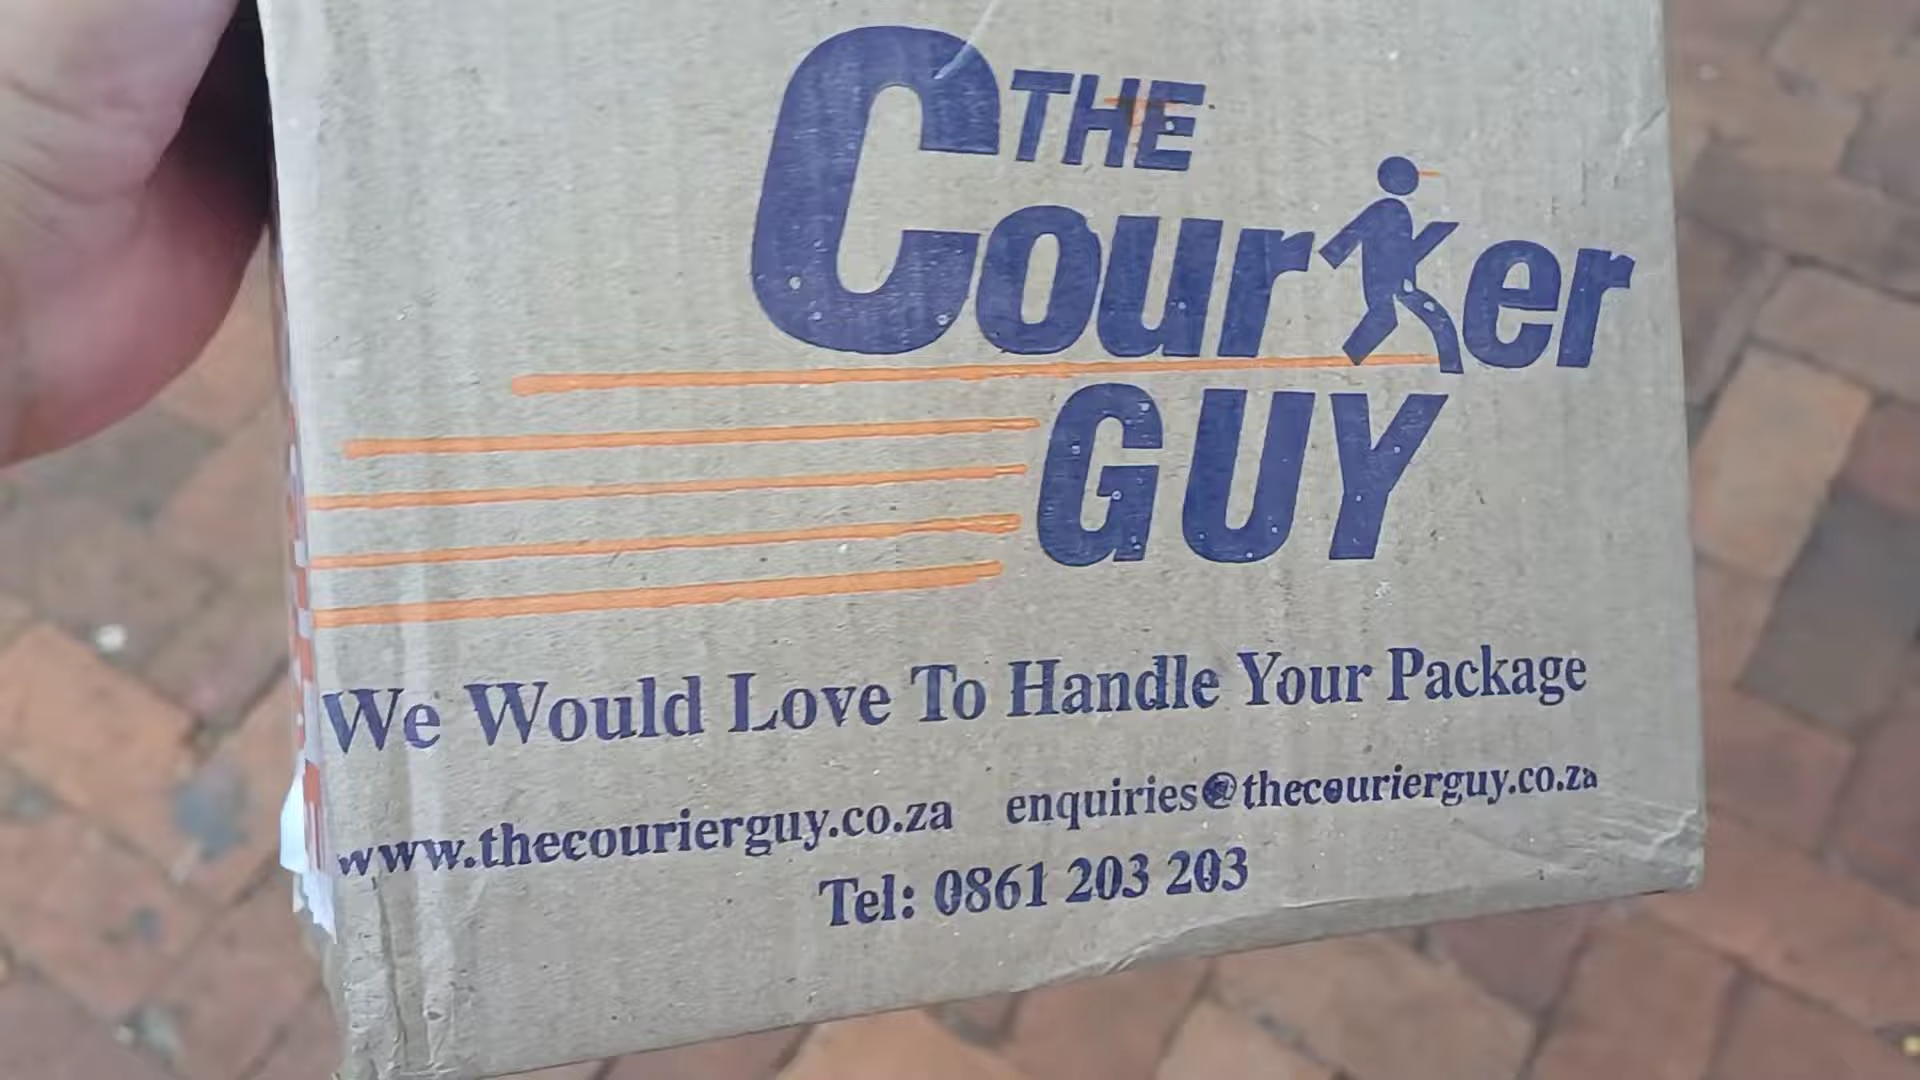 THE
Courier
GUY
We Would Love To Handle Your Package
www.thecourierguy.co.za enquiries@thecourierguy.co.za
Tel: 0861 203 203